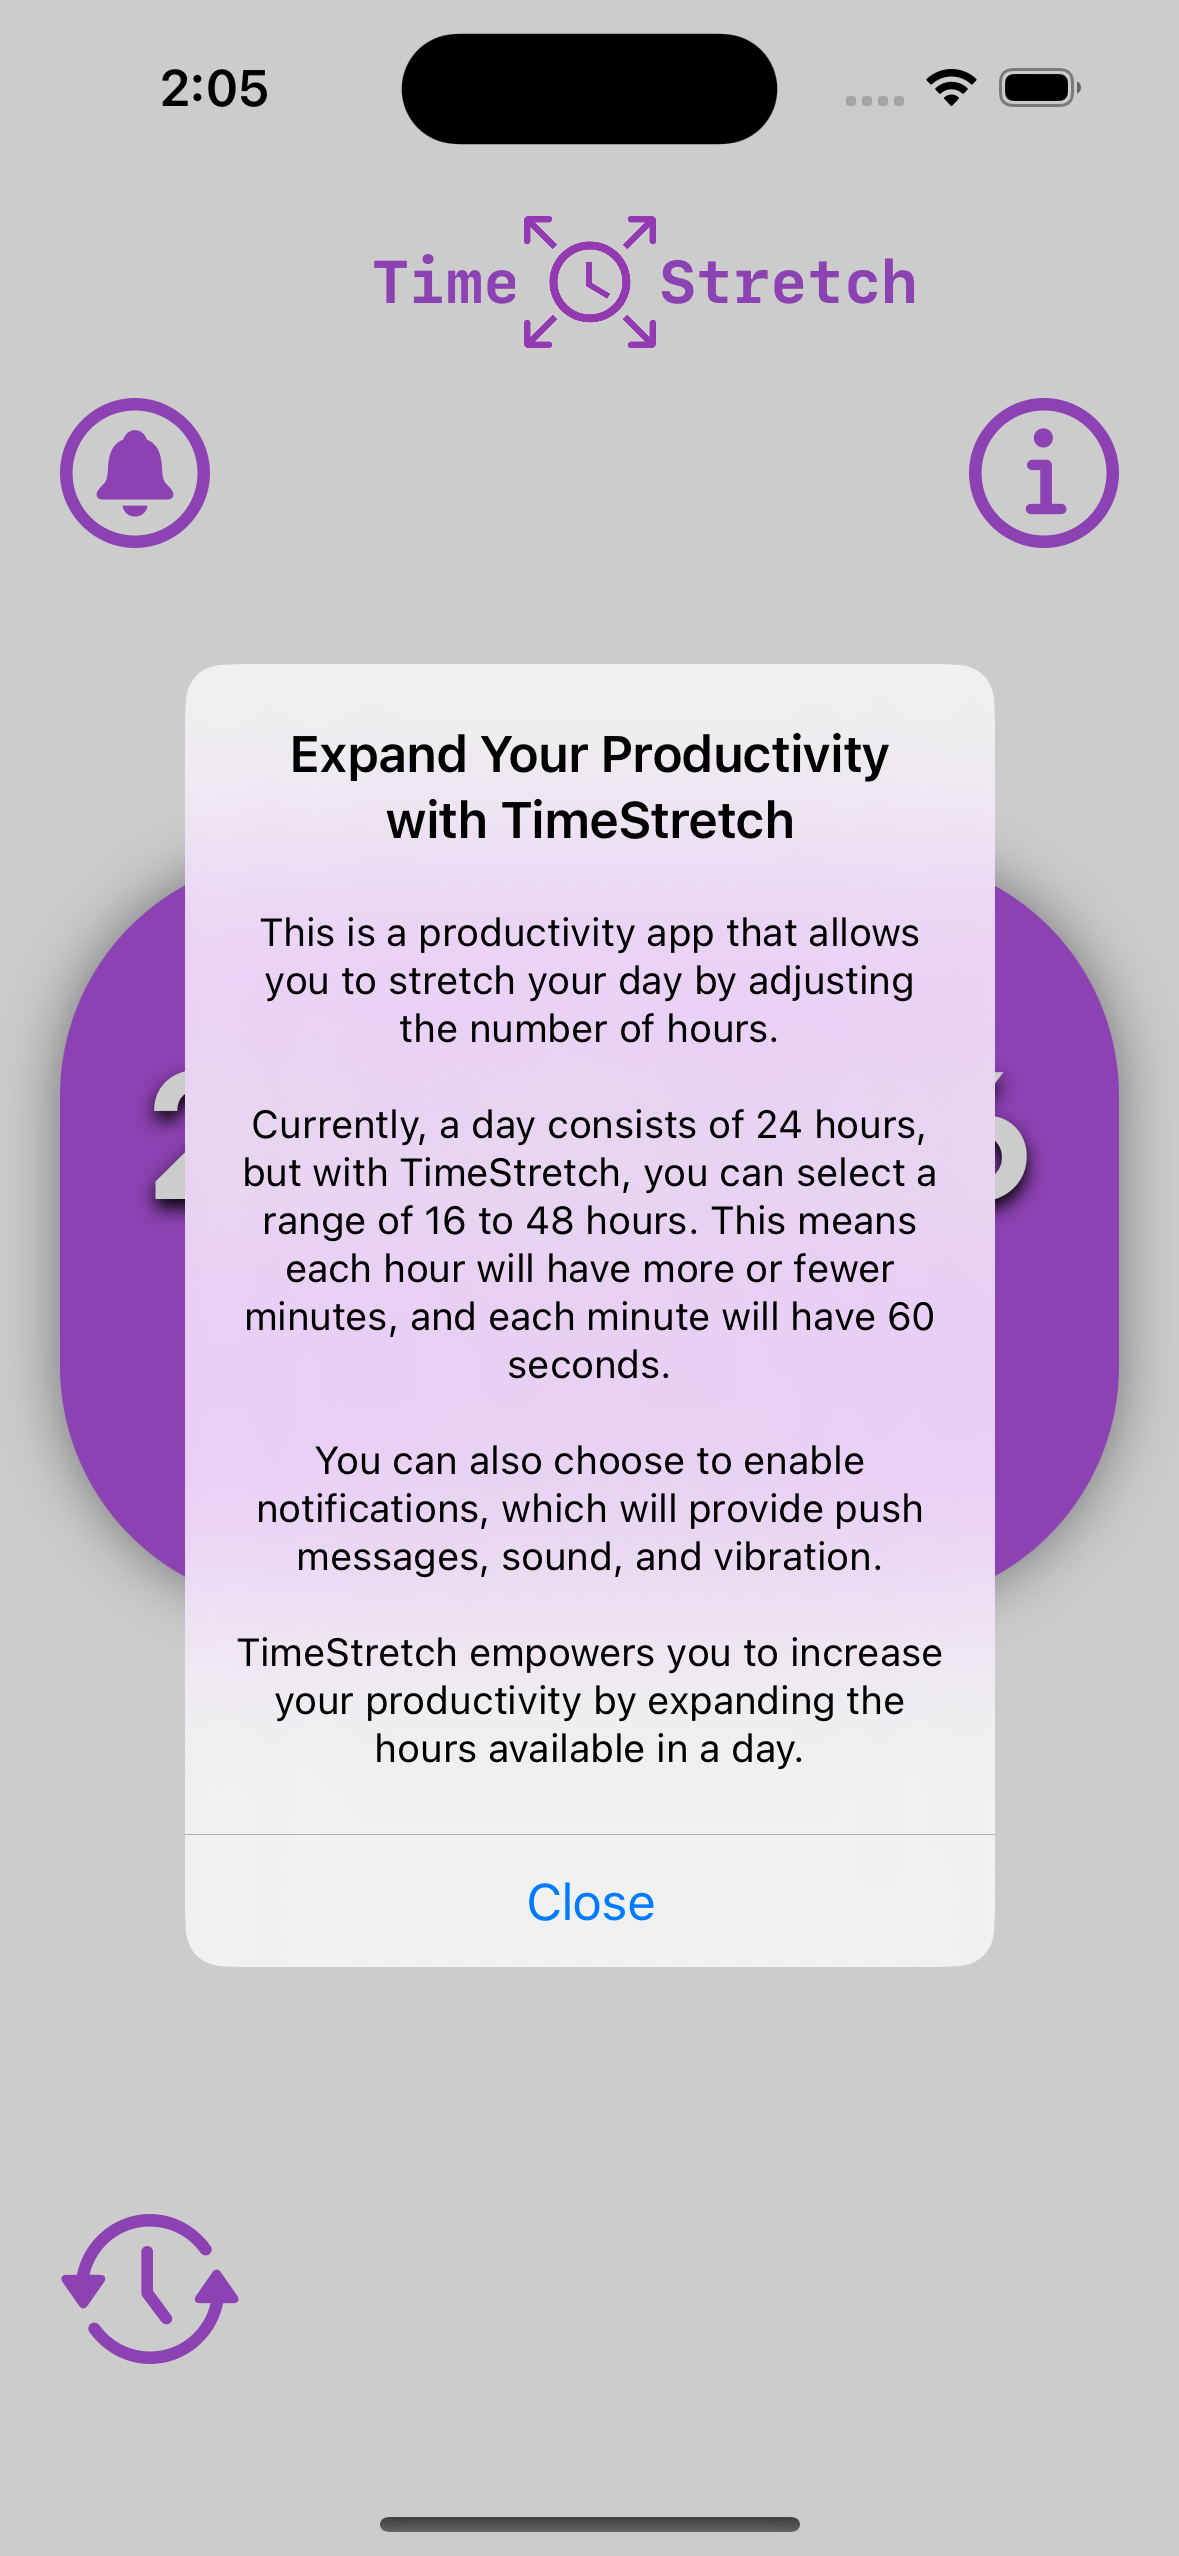 2:05
Time Stretch
Expand Your Productivity
with TimeStretch
This is a productivity app that allows
you to stretch your day by adjusting
the number of hours.
Currently, a day consists of 24 hours,
but with TimeStretch, you can select a
range of 16 to 48 hours. This means
each hour will have more or fewer
minutes, and each minute will have 60
seconds.
You can also choose to enable
notifications, which will provide push
messages, sound, and vibration.
TimeStretch empowers you to increase
your productivity by expanding the
hours available in a day.
Close